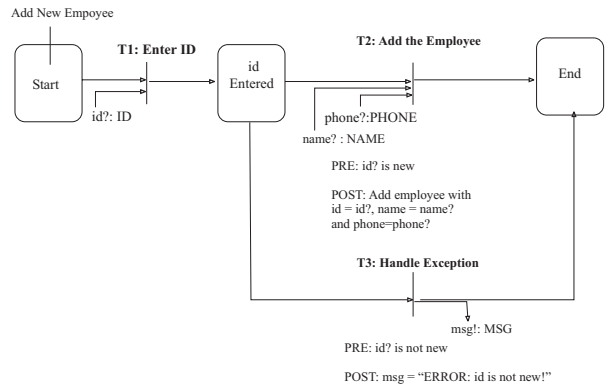 Add New Empoyee
T1: Enter ID
T2: Add the Employee
Start
id
Entered
End
id?: ID
phone?:PHONE
name? : NAME
PRE: id? is new
POST: Add employee with
id = id?, name = name?
and phone=phone?
T3: Handle Exception
msg!: MSG
PRE: id? is not new
POST: msg = “ERROR: id is not new!”